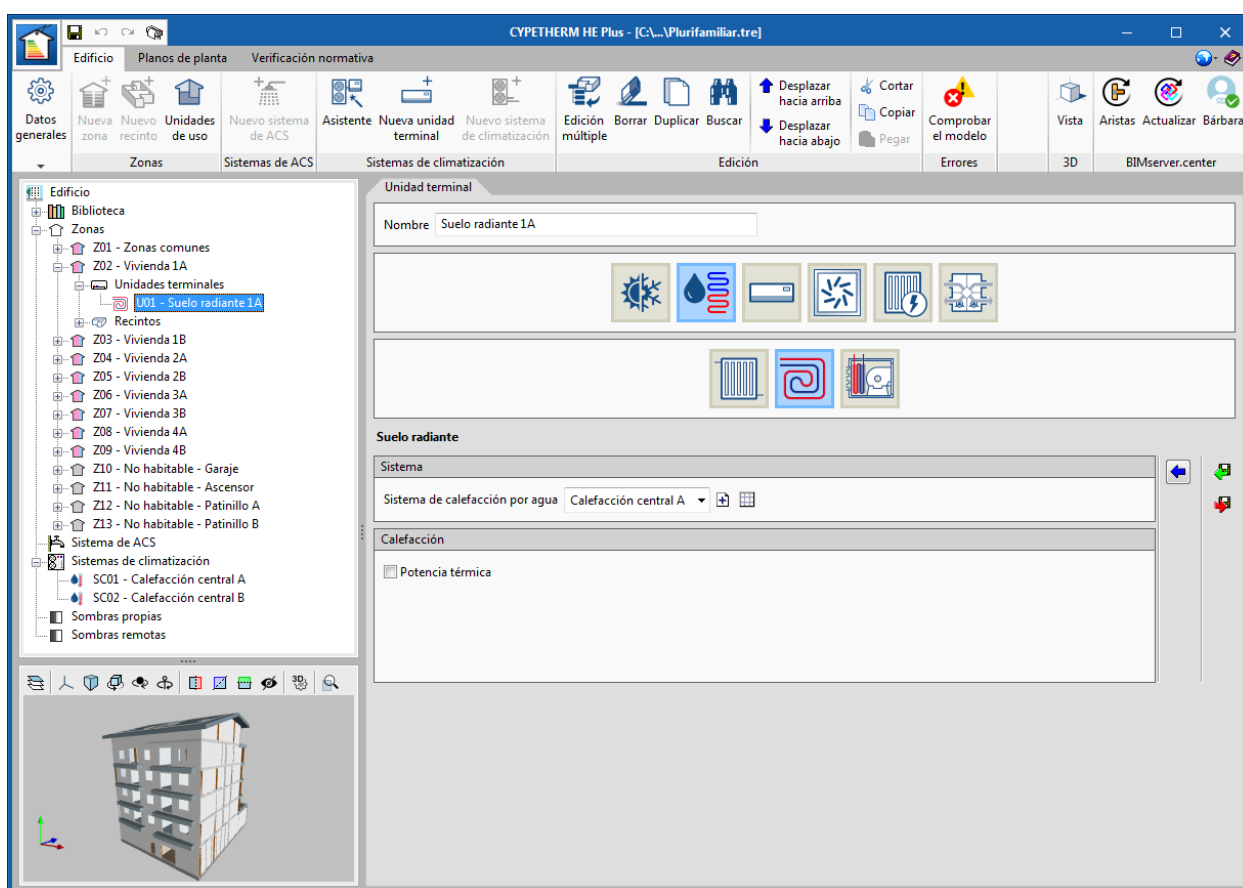 CYPETHERM HE Plus - [C:\...\Plurifamiliar.tre]
Edificio Planos de planta Verificación normativa
Datos generales
Nueva zona
Nuevo recinto
Unidades de uso
Nuevo sistema de ACS
Asistente
Nueva unidad terminal
Nuevo sistema de climatización
Edición múltiple
Borrar
Duplicar
Buscar
Desplazar hacia arriba
Desplazar hacia abajo
Cortar
Copiar
Pegar
Comprobar el modelo
Vista
Aristas
Actualizar
Bárbara
Zonas
Sistemas de ACS
Sistemas de climatización
Edición
Errores
3D
BIMserver.center
Edificio
Biblioteca
Zonas
Z01 - Zonas comunes
Z02 - Vivienda 1A
Unidades terminales
U01 - Suelo radiante 1A
Recintos
Z03 - Vivienda 1B
Z04 - Vivienda 2A
Z05 - Vivienda 2B
Z06 - Vivienda 3A
Z07 - Vivienda 3B
Z08 - Vivienda 4A
Z09 - Vivienda 4B
Z10 - No habitable - Garaje
Z11 - No habitable - Ascensor
Z12 - No habitable - Patinillo A
Z13 - No habitable - Patinillo B
Sistema de ACS
Sistemas de climatización
SC01 - Calefacción central A
SC02 - Calefacción central B
Sombras propias
Sombras remotas
3D
Unidad terminal
Nombre Suelo radiante 1A
Suelo radiante
Sistema
Sistema de calefacción por agua Calefacción central A
Calefacción
Potencia térmica